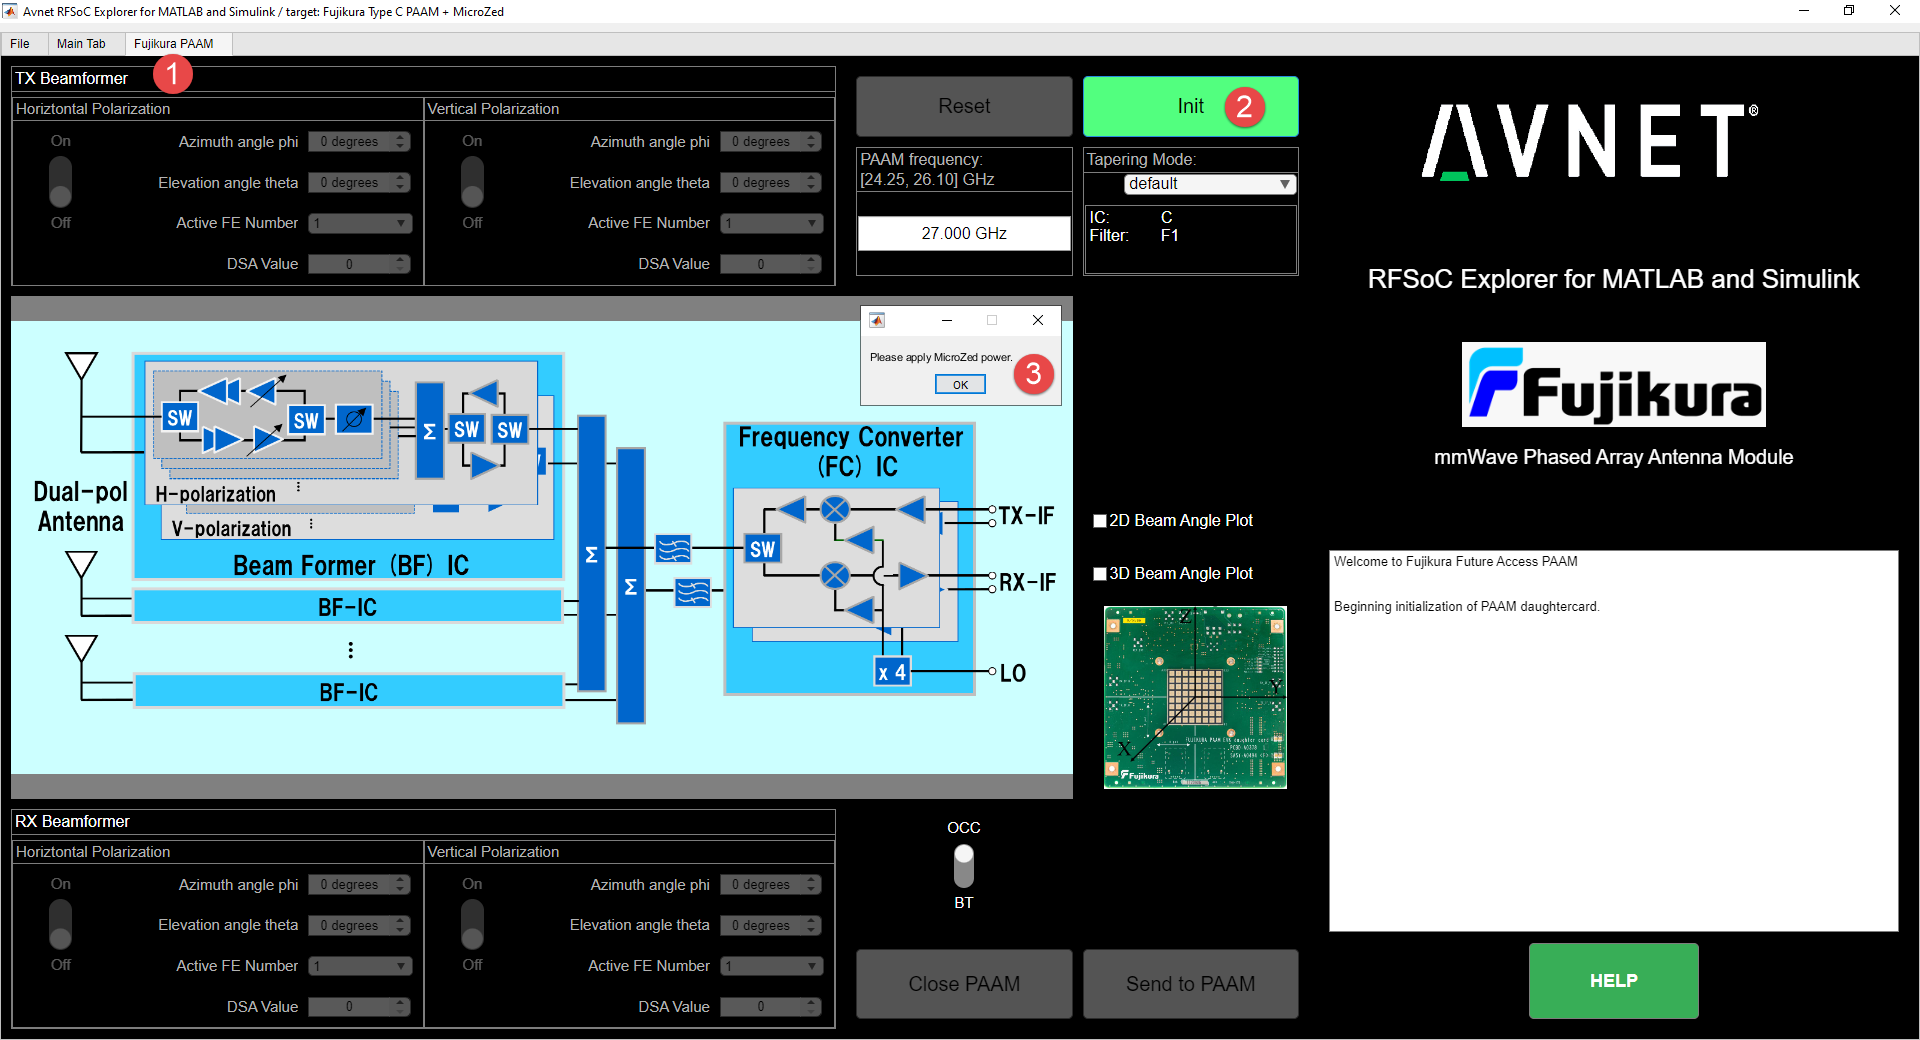 Avnet RFSoC Explorer for MATLAB and Simulink / target: Fujikura Type C PAAM + MicroZed
File
Main Tab
Fujikura PAAM
1
TX Beamformer
Horiztontal Polarization
On
Off
Azimuth angle phi
0 degrees
Elevation angle theta
0 degrees
Active FE Number
1
DSA Value
0
Vertical Polarization
On
Off
Azimuth angle phi
0 degrees
Elevation angle theta
0 degrees
Active FE Number
1
DSA Value
0
Reset
Init
2
PAAM frequency:
[24.25, 26.10] GHz
27.000 GHz
Tapering Mode:
default
IC: C
Filter: F1
AVNET®
RFSoC Explorer for MATLAB and Simulink
Fujikura
mmWave Phased Array Antenna Module
Please apply MicroZed power.
OK
3
SW
SW
Σ
SW
SW
H-polarization
V-polarization
Dual-pol
Antenna
Beam Former (BF) IC
BF-IC
BF-IC
Σ
Σ
Frequency Converter
(FC) IC
SW
x 4
TX-IF
RX-IF
LO
2D Beam Angle Plot
3D Beam Angle Plot
Z
Y
X
Fujikura
Welcome to Fujikura Future Access PAAM
Beginning initialization of PAAM daughtercard.
RX Beamformer
Horiztontal Polarization
On
Off
Azimuth angle phi
0 degrees
Elevation angle theta
0 degrees
Active FE Number
1
DSA Value
0
Vertical Polarization
On
Off
Azimuth angle phi
0 degrees
Elevation angle theta
0 degrees
Active FE Number
1
DSA Value
0
OCC
BT
Close PAAM
Send to PAAM
HELP